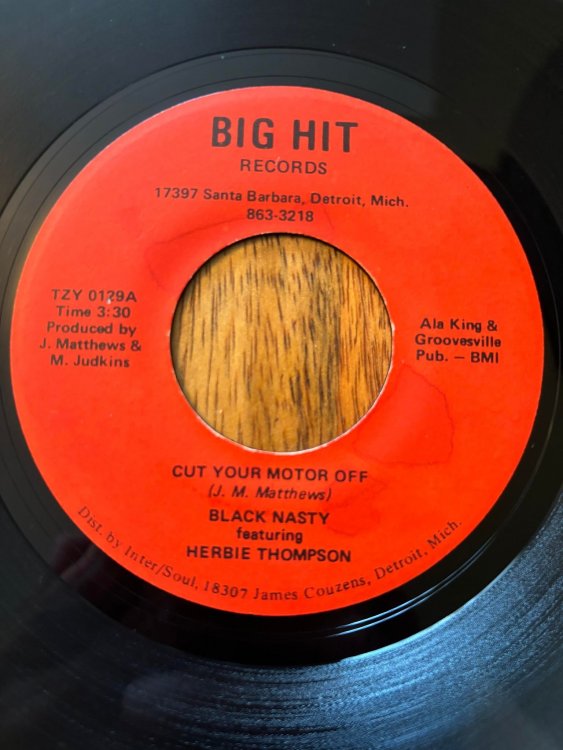 BIG HIT
RECORDS
17397 Santa Barbara, Detroit, Mich.
863-3218
TZY 0129A
Time 3:30
Produced by
J. Matthews &
M. Judkins
Ala King &
Groovesville
Pub. – BMI
CUT YOUR MOTOR OFF
(J. M. Matthews)
BLACK NASTY
featuring
HERBIE THOMPSON
Dist. by Inter/Soul, 18307 James Couzens, Detroit, Mich.